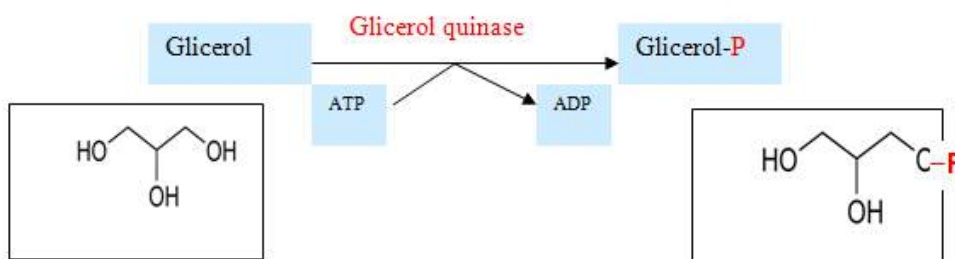 Glicerol quinase
Glicerol
Glicerol-P
ATP
ADP
HO
OH
OH
HO
C-P
OH